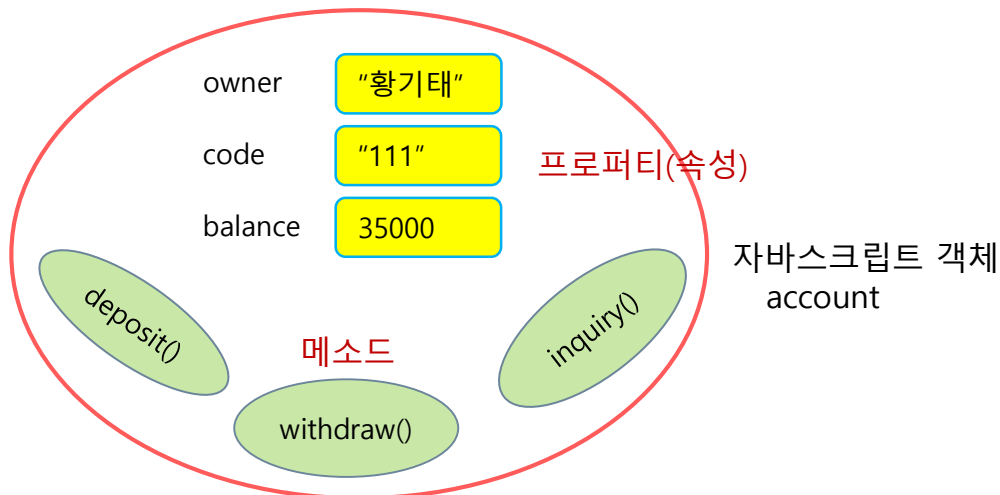 owner "황기태"
code "111"
프로퍼티(속성)
balance 35000
자바스크립트 객체
account
deposit()
inquiry()
메소드
withdraw()